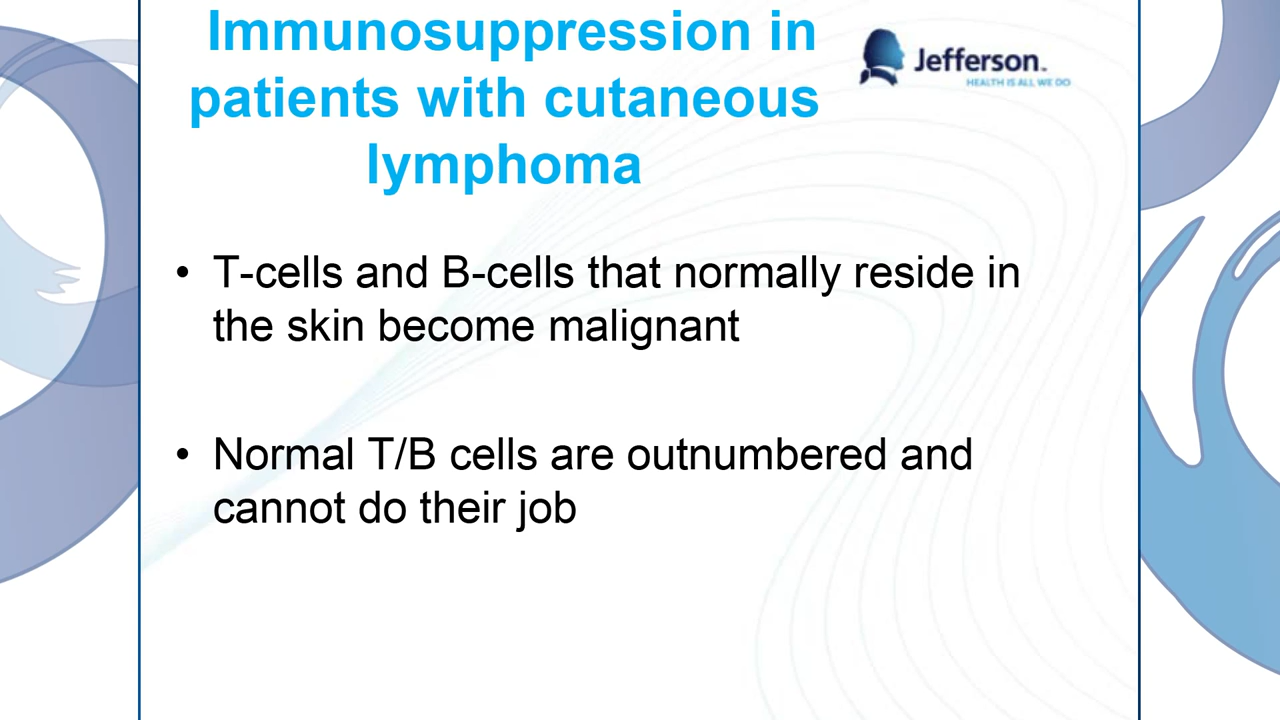 Immunosuppression in
patients with cutaneous
lymphoma
Jefferson™
HEALTH IS ALL WE DO
• T-cells and B-cells that normally reside in
the skin become malignant
• Normal T/B cells are outnumbered and
cannot do their job